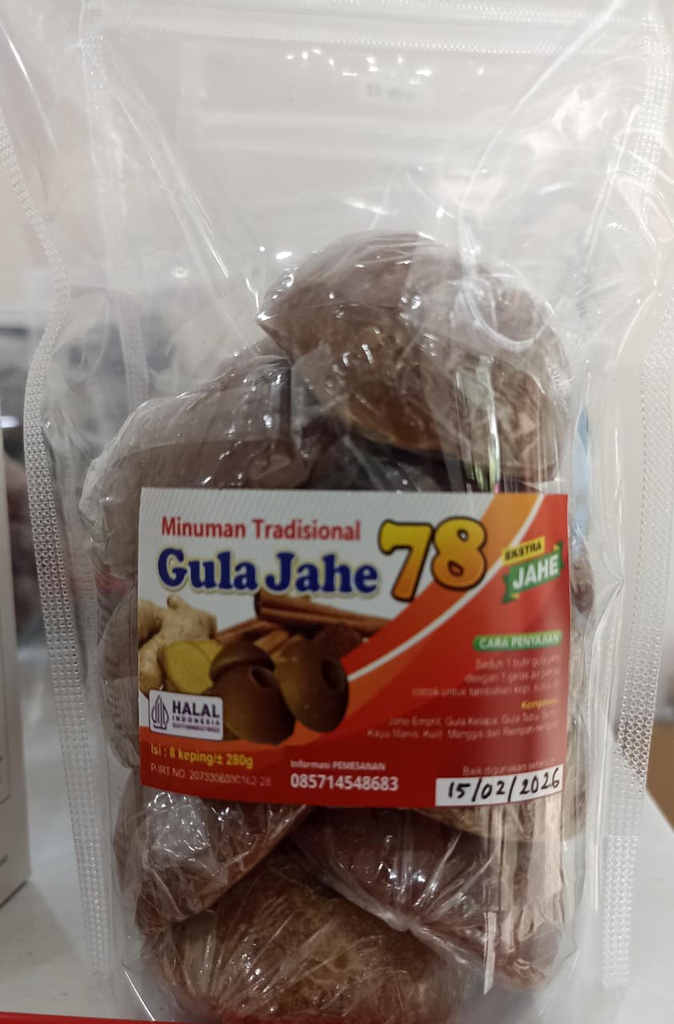 Minuman Tradisional
Gula Jahe 78
EKSTRA
JAHE
CARA PENYAJIAN
Seduh 1 butir gula jahe
dengan 1 gelas air panas
cocok untuk tambahan kopi, susu
Komposisi
Jahe Emprit, Gula Kelapa, Gula Tebu,
Kayu Manis, Kulit Manggis dan Rempah
HALAL
INDONESIA
Isi : 8 keping/± 280g
P-IRT NO.
Informasi PEMESANAN
085714548683
Baik digunakan sebelum
15/02/2026